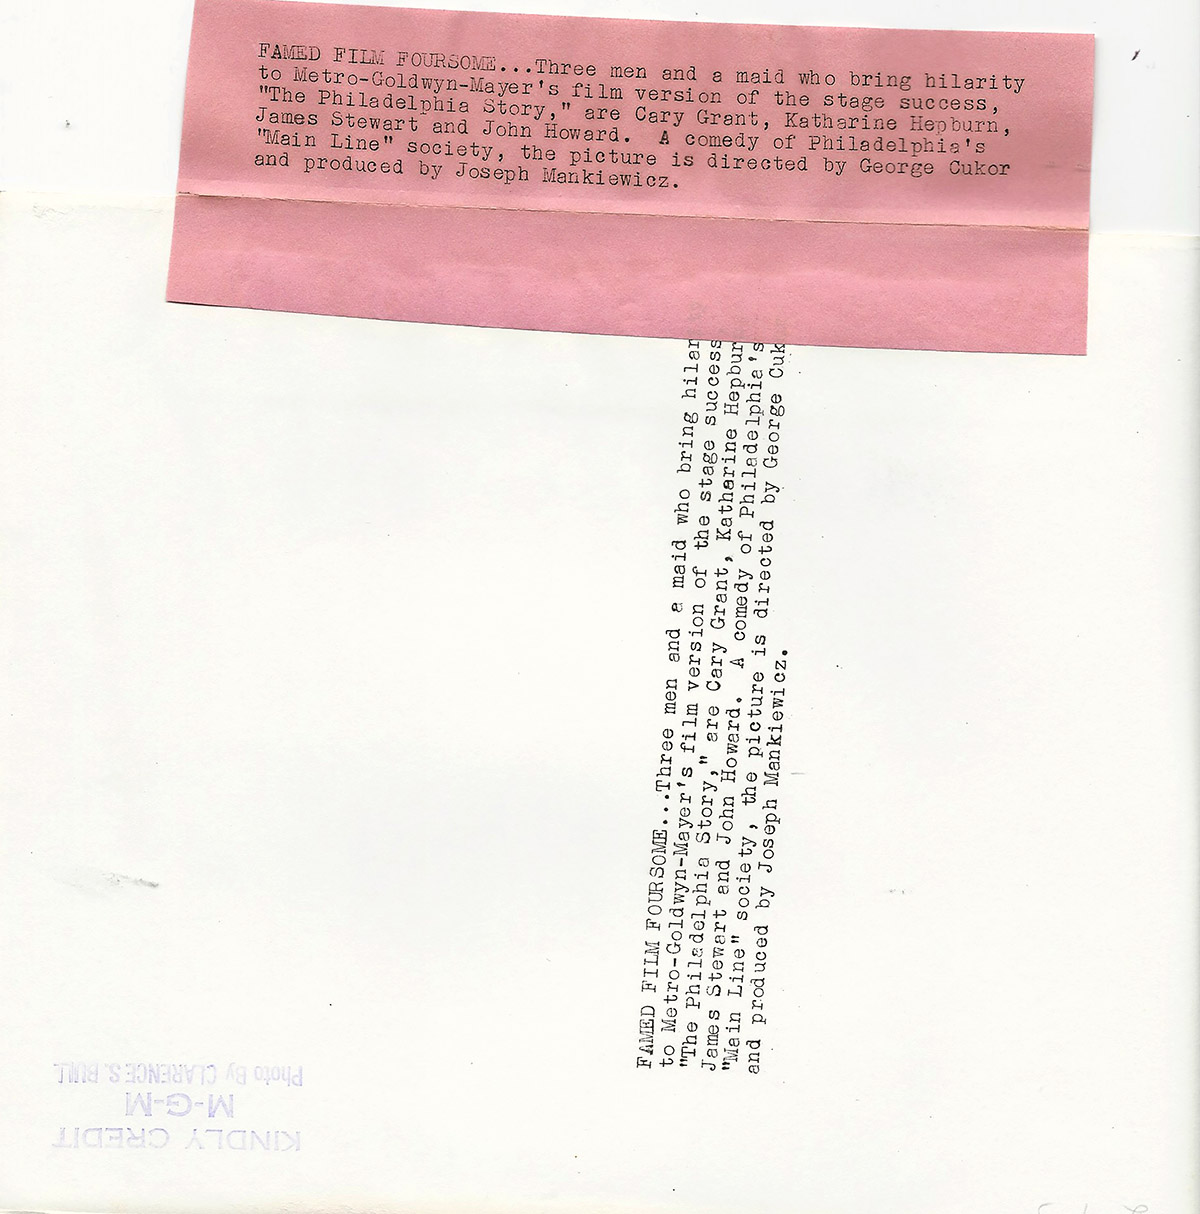 FAMED FILM FOURSOME...Three men and a maid who bring hilarity
to Metro-Goldwyn-Mayer's film version of the stage success,
"The Philadelphia Story," are Cary Grant, Katharine Hepburn,
James Stewart and John Howard.  A comedy of Philadelphia's
"Main Line" society, the picture is directed by George Cukor
and produced by Joseph Mankiewicz.
FAMED FILM FOURSOME...Three men and a maid who bring hilar
to Metro-Goldwyn-Mayer's film version of the stage success
"The Philadelphia Story," are Cary Grant, Katharine Hepbur
James Stewart and John Howard.  A comedy of Philadelphia's
"Main Line" society, the picture is directed by George Cuk
and produced by Joseph Mankiewicz.
KINDLY CREDIT
M-G-M
Photo By CLARENCE S. BULL